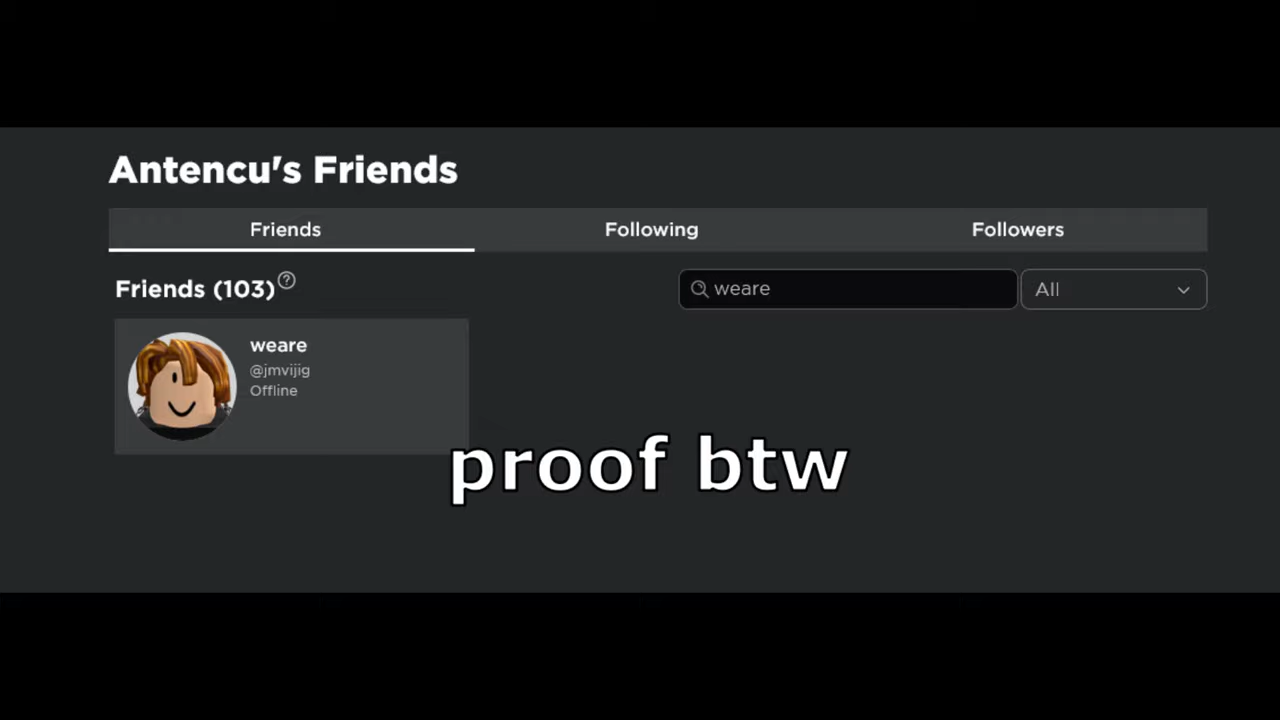 Antencu's Friends
Friends
Following
Followers
Friends (103)
weare
All
weare
@jmvijig
Offline
proof btw